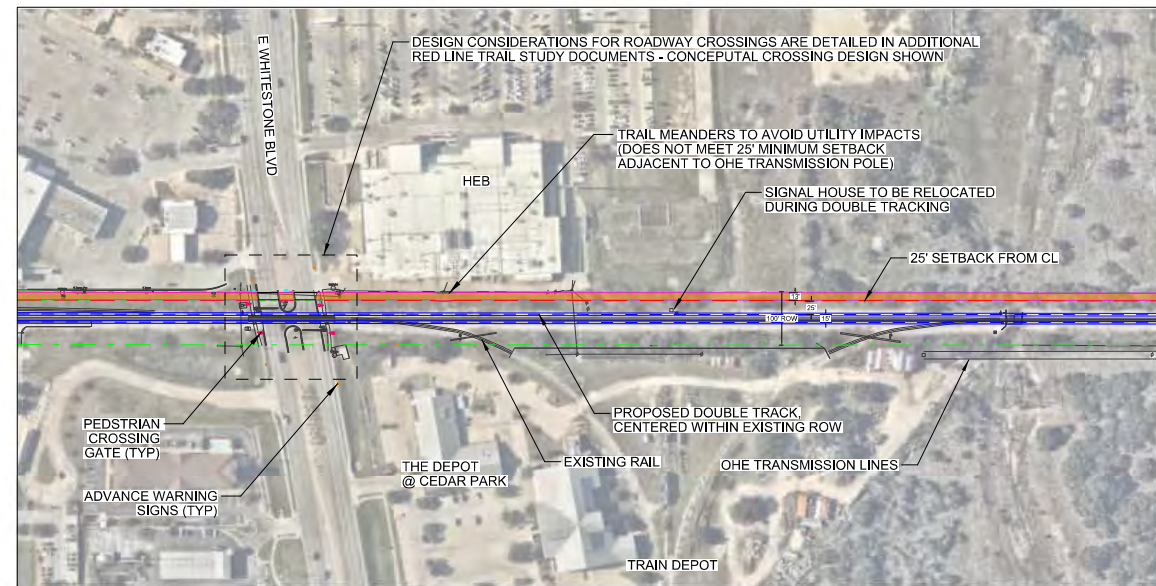 E WHITESTONE BLVD
DESIGN CONSIDERATIONS FOR ROADWAY CROSSINGS ARE DETAILED IN ADDITIONAL
RED LINE TRAIL STUDY DOCUMENTS - CONCEPUTAL CROSSING DESIGN SHOWN
TRAIL MEANDERS TO AVOID UTILITY IMPACTS
(DOES NOT MEET 25' MINIMUM SETBACK
ADJACENT TO OHE TRANSMISSION POLE)
HEB
SIGNAL HOUSE TO BE RELOCATED
DURING DOUBLE TRACKING
25' SETBACK FROM CL
12'
25'
100' ROW
15'
PEDSTRIAN
CROSSING
GATE (TYP)
PROPOSED DOUBLE TRACK,
CENTERED WITHIN EXISTING ROW
EXISTING RAIL
OHE TRANSMISSION LINES
THE DEPOT
@ CEDAR PARK
ADVANCE WARNING
SIGNS (TYP)
TRAIN DEPOT